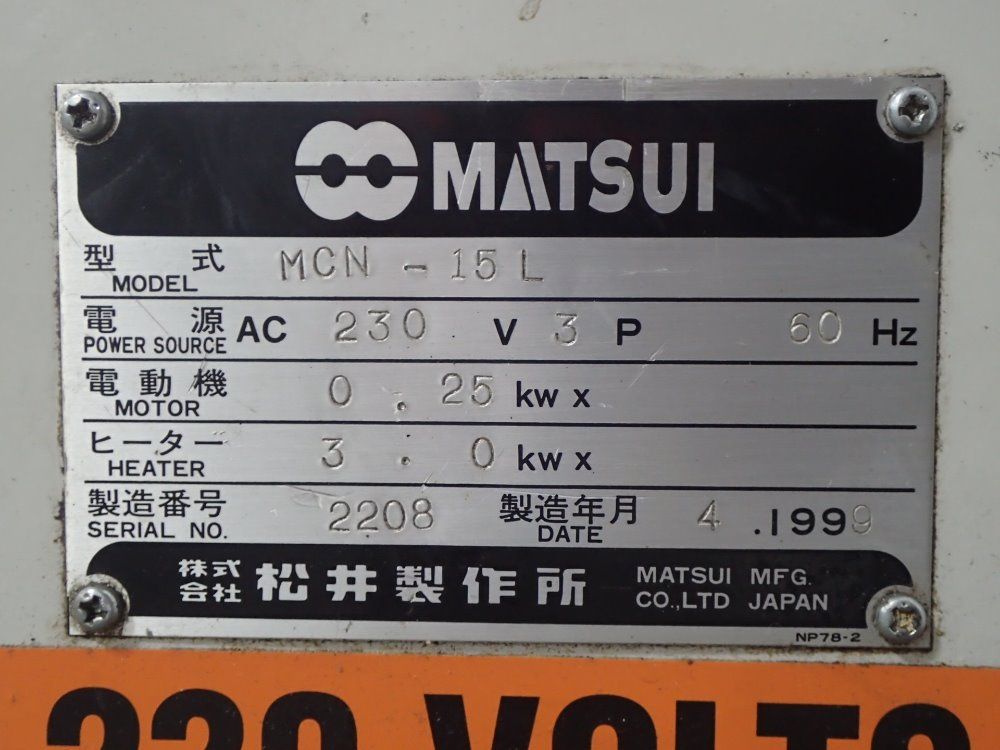 MATSUI
型式 MODEL MCN - 15L
電源 POWER SOURCE AC 230 V 3 P 60 Hz
電動機 MOTOR 0.25 kw x
ヒーター HEATER 3.0 kw x
製造番号 SERIAL NO. 2208 製造年月 DATE 4 .1999
株式会社 松井製作所 MATSUI MFG. CO.,LTD JAPAN
NP78-2
VOLTS